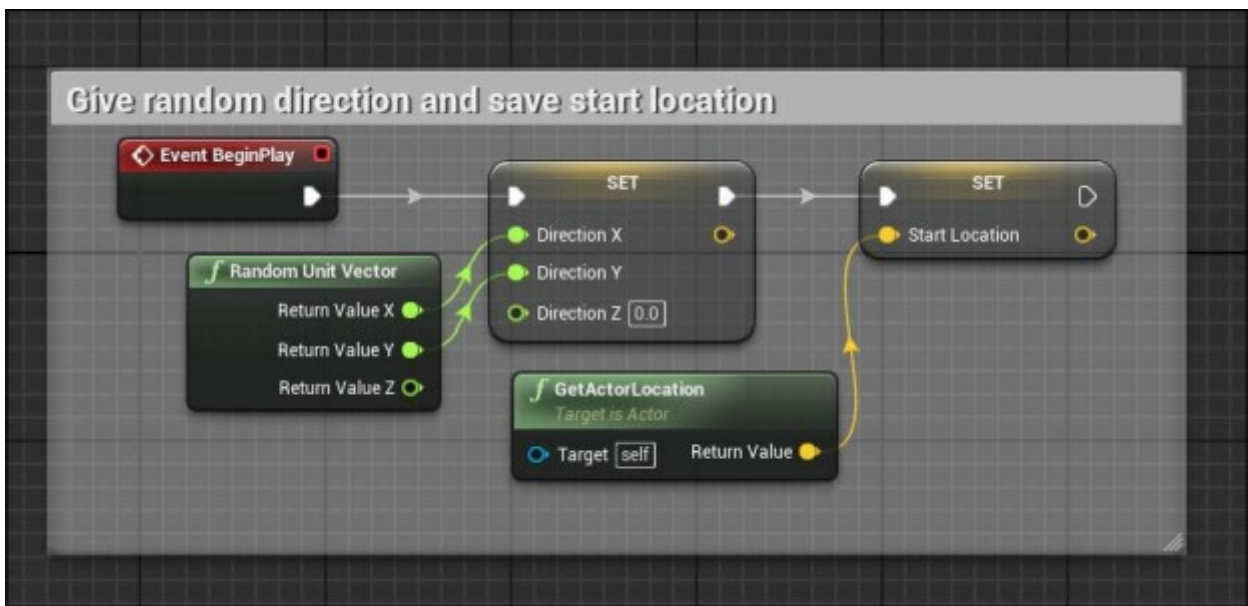 Give random direction and save start location
Event BeginPlay
SET
Direction X
Direction Y
Direction Z 0.0
SET
Start Location
f Random Unit Vector
Return Value X
Return Value Y
Return Value Z
f GetActorLocation
Target is Actor
Target self Return Value